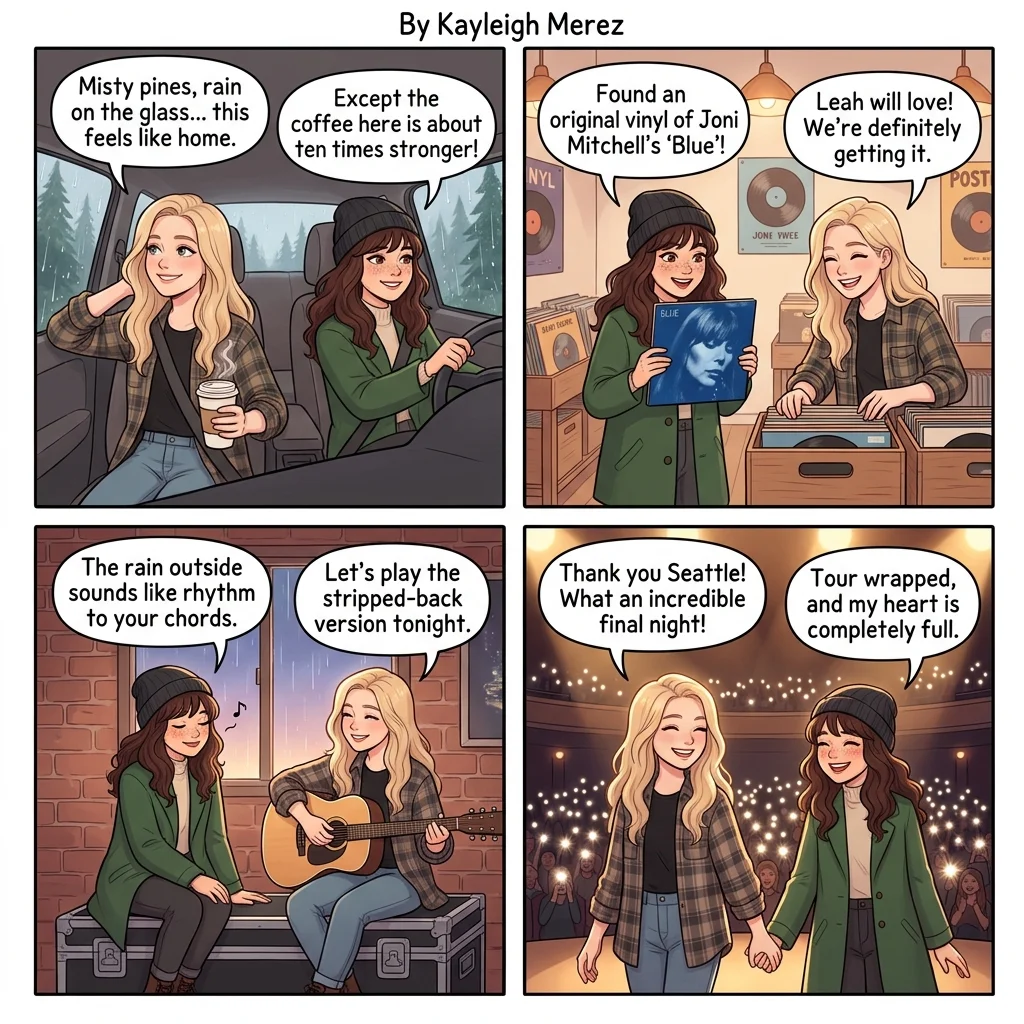 By Kayleigh Merez
Misty pines, rain
on the glass... this
feels like home.
Except the
coffee here is about
ten times stronger!
Found an
original vinyl of Joni
Mitchell's 'Blue'!
Leah will love!
We're definitely
getting it.
NYL
JONE VWEE
POST
BLUE
The rain outside
sounds like rhythm
to your chords.
Let's play the
stripped-back
version tonight.
Thank you Seattle!
What an incredible
final night!
Tour wrapped,
and my heart is
completely full.